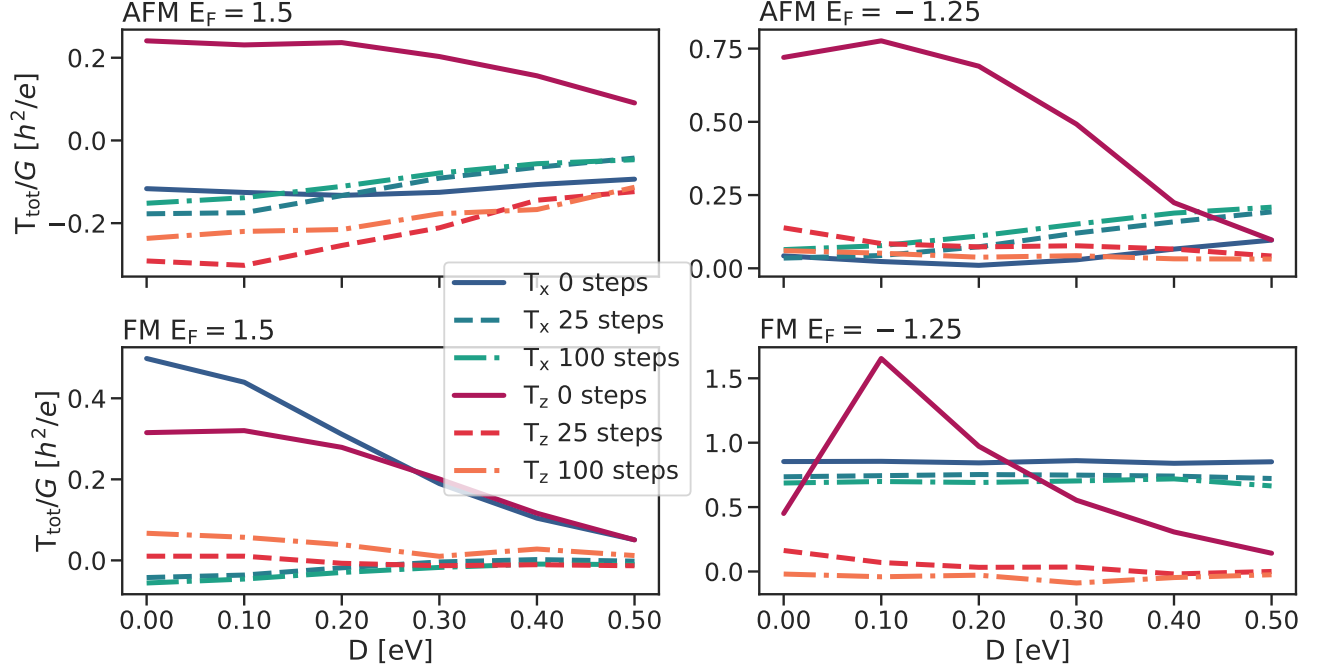 AFM E_F = 1.5
AFM E_F = −1.25
T_tot/G [h²/e]
0.2
0.0
−0.2
0.75
0.50
0.25
0.00
T_x 0 steps
T_x 25 steps
T_x 100 steps
T_z 0 steps
T_z 25 steps
T_z 100 steps
FM E_F = 1.5
FM E_F = −1.25
T_tot/G [h²/e]
0.4
0.2
0.0
1.5
1.0
0.5
0.0
0.00 0.10 0.20 0.30 0.40 0.50
0.00 0.10 0.20 0.30 0.40 0.50
D [eV]
D [eV]